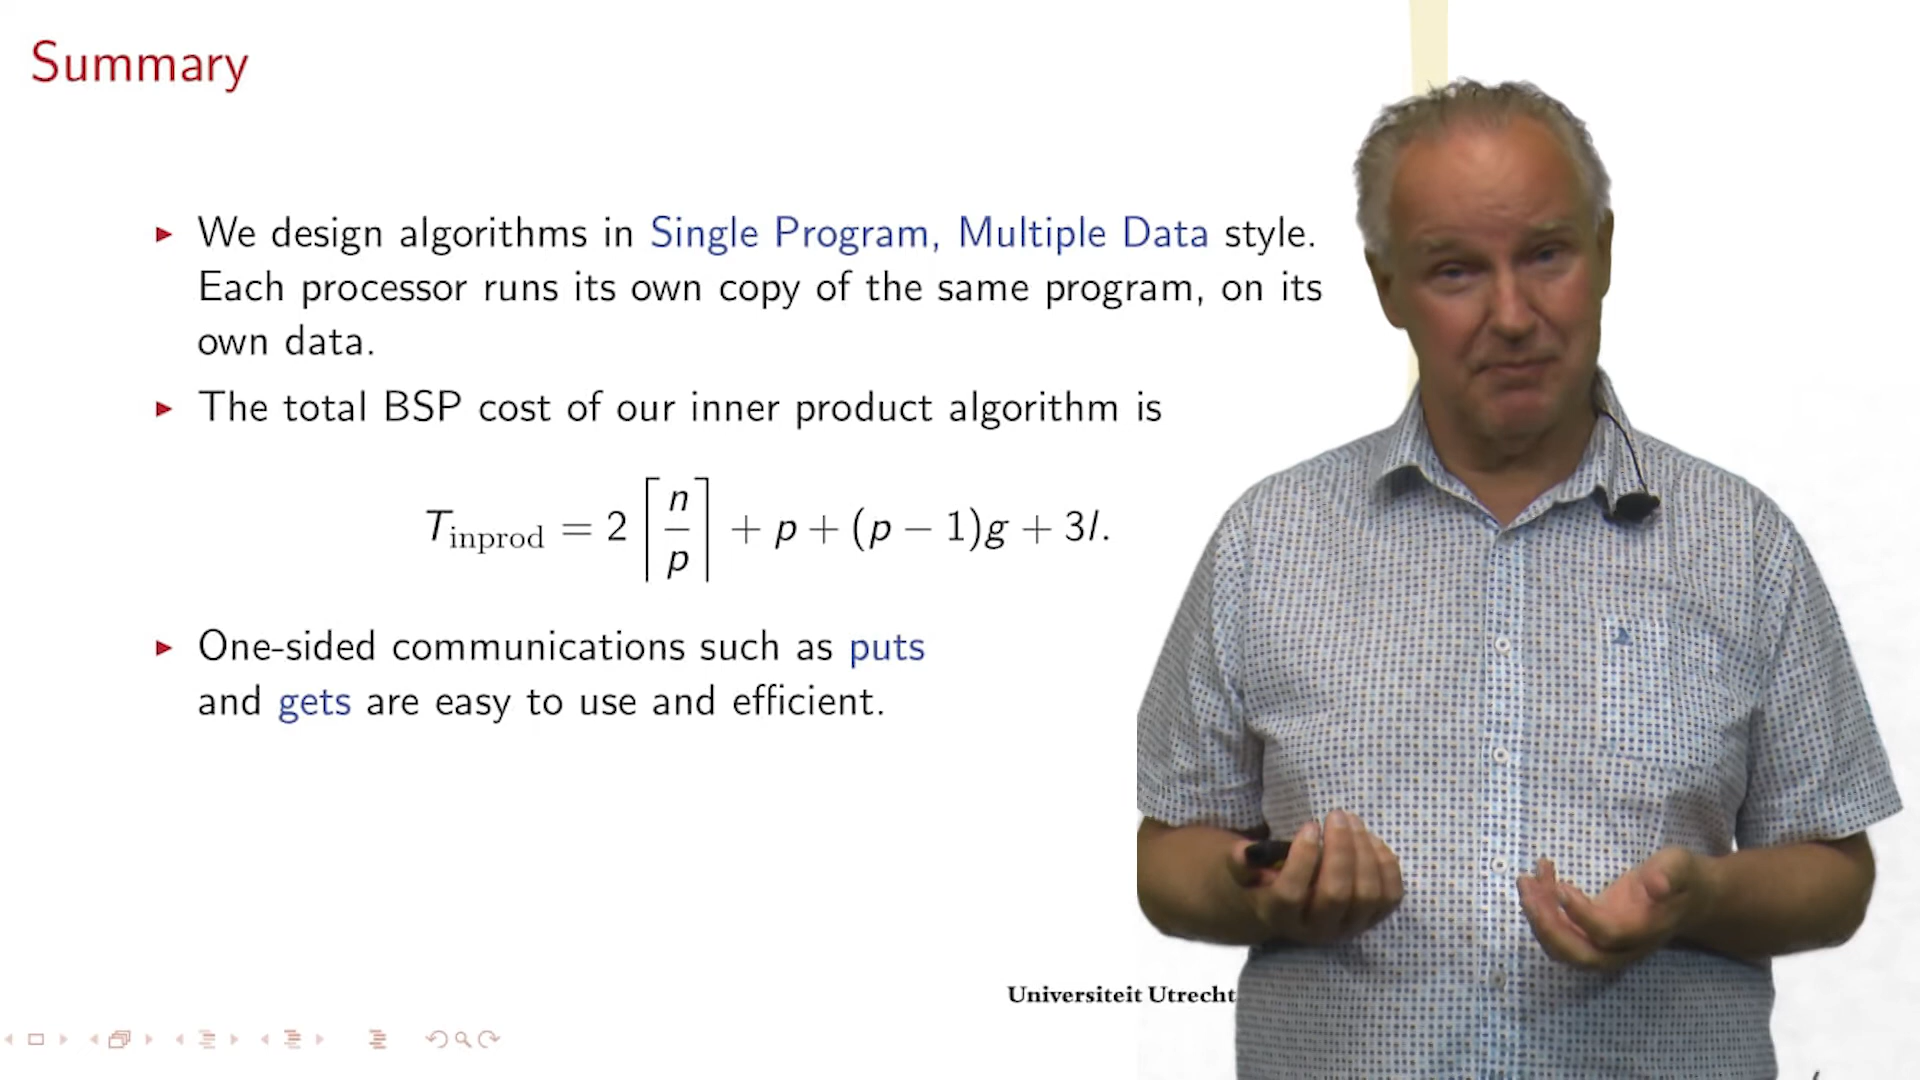 Summary
We design algorithms in Single Program, Multiple Data style.
Each processor runs its own copy of the same program, on its
own data.
The total BSP cost of our inner product algorithm is
T_inprod = 2 ⌈n/p⌉ + p + (p − 1)g + 3l.
One-sided communications such as puts
and gets are easy to use and efficient.
Universiteit Utrecht